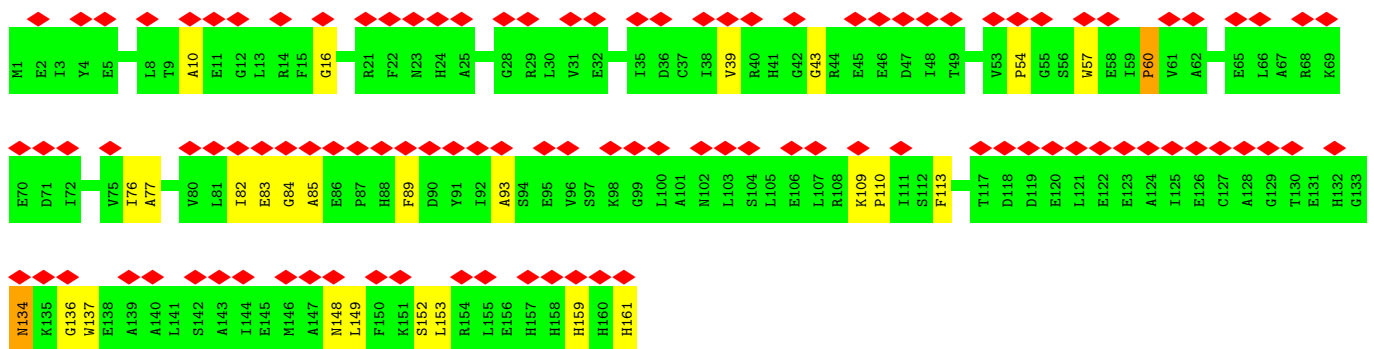 M1 E2 I3 Y4 E5 L8 T9 A10 E11 G12 L13 R14 F15 G16 R21 F22 N23 H24 A25 G28 R29 L30 V31 E32 I35 D36 C37 I38 V39 R40 H41 G42 G43 R44 E45 E46 D47 I48 T49 V53 P54 G55 S56 W57 E58 I59 P60 V61 A62 E65 L66 A67 R68 K69
E70 D71 I72 V75 I76 A77 V80 L81 I82 E83 G84 A85 E86 P87 H88 F89 D90 Y91 I92 A93 S94 E95 V96 S97 K98 G99 L100 A101 N102 L103 S104 L105 E106 L107 R108 K109 P110 I111 S112 F113 T117 D118 D119 E120 L121 E122 E123 A124 I125 E126 C127 A128 G129 T130 E131 H132 G133
N134 K135 G136 W137 E138 A139 A140 L141 S142 A143 I144 E145 M146 A147 N148 L149 F150 K151 S152 L153 R154 L155 E156 H157 H158 H159 H160 H161